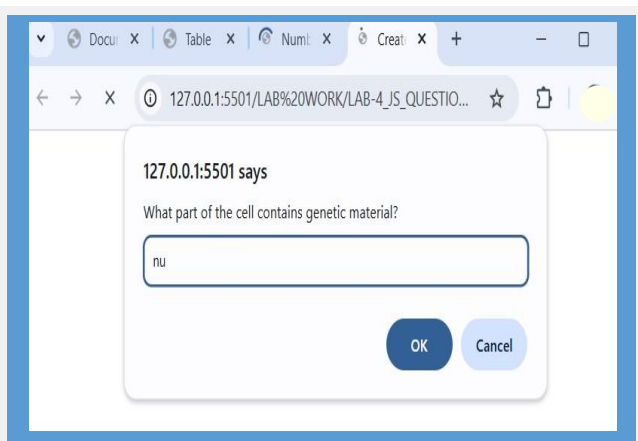 Docur
Table
Numb
Creat
127.0.0.1:5501/LAB%20WORK/LAB-4_JS_QUESTIO...
127.0.0.1:5501 says
What part of the cell contains genetic material?
nu
OK Cancel